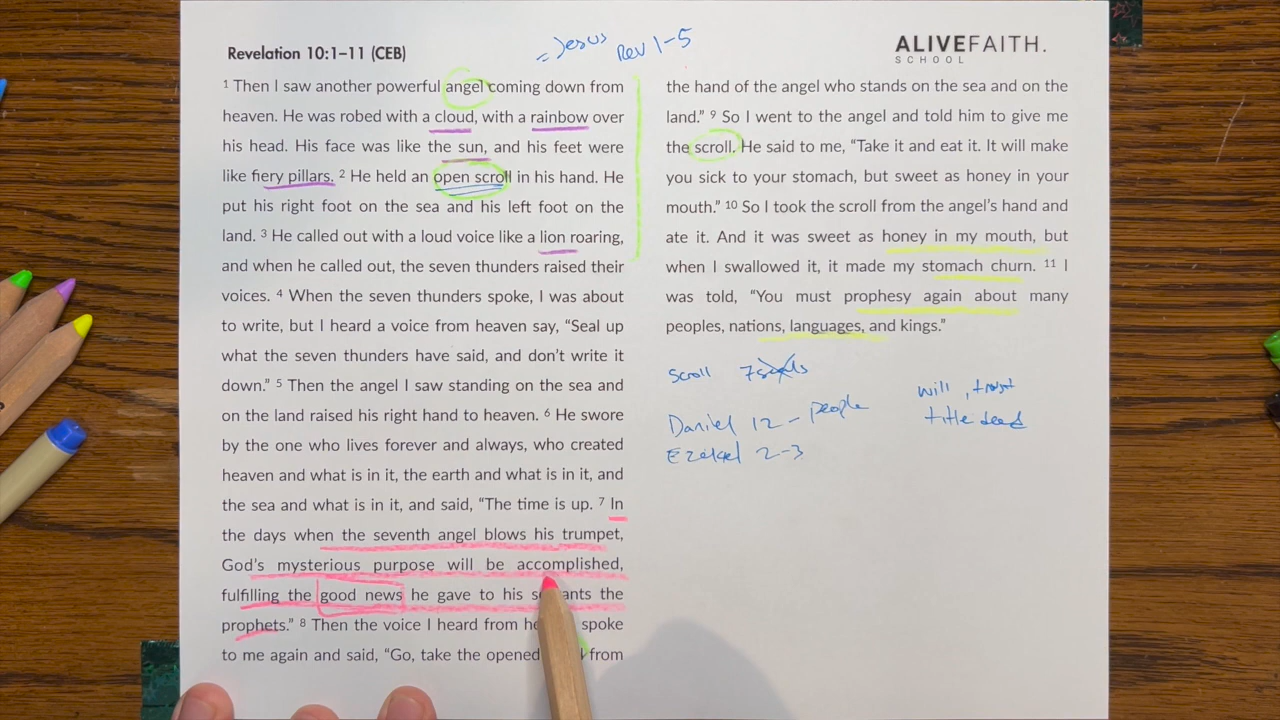 = Jesus Rev 1-5
Revelation 10:1–11 (CEB)
1 Then I saw another powerful angel coming down from
heaven. He was robed with a cloud, with a rainbow over
his head. His face was like the sun, and his feet were
like fiery pillars. 2 He held an open scroll in his hand. He
put his right foot on the sea and his left foot on the
land. 3 He called out with a loud voice like a lion roaring,
and when he called out, the seven thunders raised their
voices. 4 When the seven thunders spoke, I was about
to write, but I heard a voice from heaven say, “Seal up
what the seven thunders have said, and don’t write it
down.” 5 Then the angel I saw standing on the sea and
on the land raised his right hand to heaven. 6 He swore
by the one who lives forever and always, who created
heaven and what is in it, the earth and what is in it, and
the sea and what is in it, and said, “The time is up. 7 In
the days when the seventh angel blows his trumpet,
God’s mysterious purpose will be accomplished,
fulfilling the good news he gave to his servants the
prophets.” 8 Then the voice I heard from spoke
to me again and said, “Go, take the opened from
ALIVEFAITH.
SCHOOL
the hand of the angel who stands on the sea and on the
land.” 9 So I went to the angel and told him to give me
the scroll. He said to me, “Take it and eat it. It will make
you sick to your stomach, but sweet as honey in your
mouth.” 10 So I took the scroll from the angel’s hand and
ate it. And it was sweet as honey in my mouth, but
when I swallowed it, it made my stomach churn. 11 I
was told, “You must prophesy again about many
peoples, nations, languages, and kings.”
scroll 7 seals
Daniel 12 - people
Ezekiel 2-3
will, trust
title deed